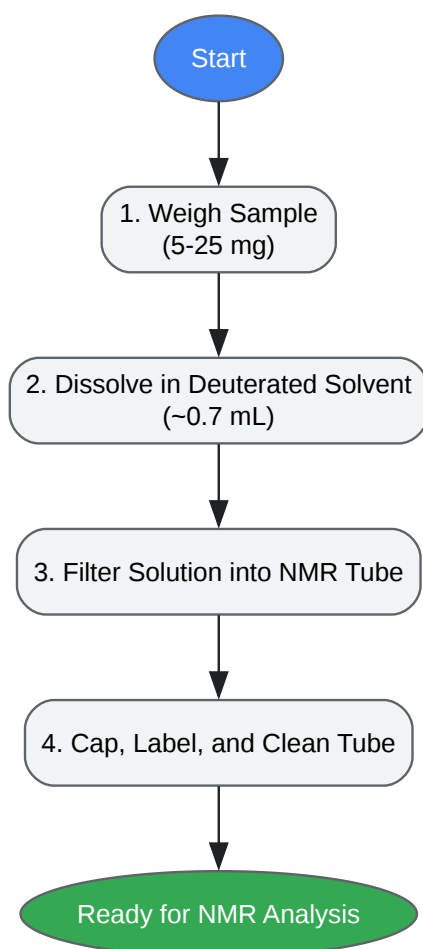 Start
1. Weigh Sample
(5-25 mg)
2. Dissolve in Deuterated Solvent
(~0.7 mL)
3. Filter Solution into NMR Tube
4. Cap, Label, and Clean Tube
Ready for NMR Analysis